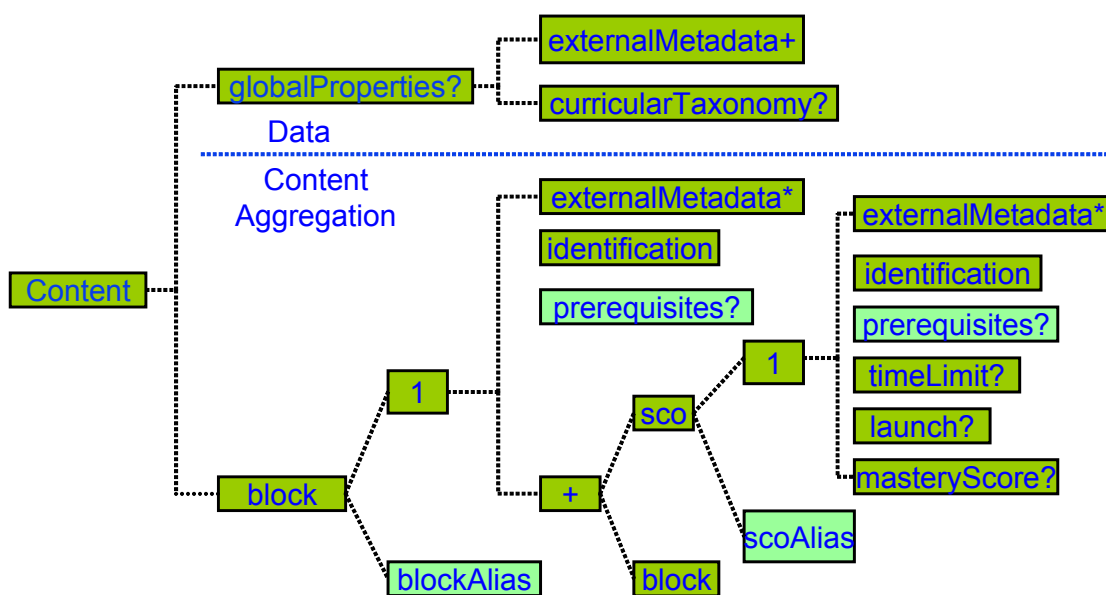 externalMetadata+
globalProperties?
curricularTaxonomy?
Data
Content
Aggregation
externalMetadata*
externalMetadata*
identification
identification
Content
prerequisites?
prerequisites?
1
1
timeLimit?
sco
launch?
block
+
masteryScore?
scoAlias
blockAlias
block